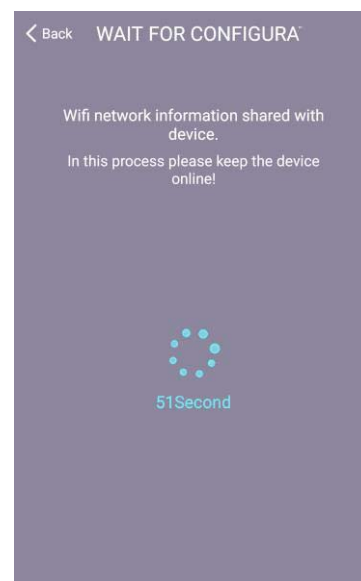 Back WAIT FOR CONFIGURA
Wifi network information shared with
device.
In this process please keep the device
online!
51Second